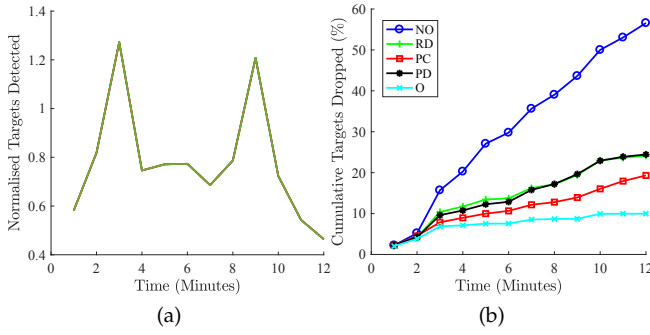 Normalised Targets Detected
1.4
1.2
1
0.8
0.6
0.4
0 2 4 6 8 10 12
Time (Minutes)
(a)
Cumulative Targets Dropped (%)
60
50
40
30
20
10
0
NO
RD
PC
PD
O
0 2 4 6 8 10 12
Time (Minutes)
(b)